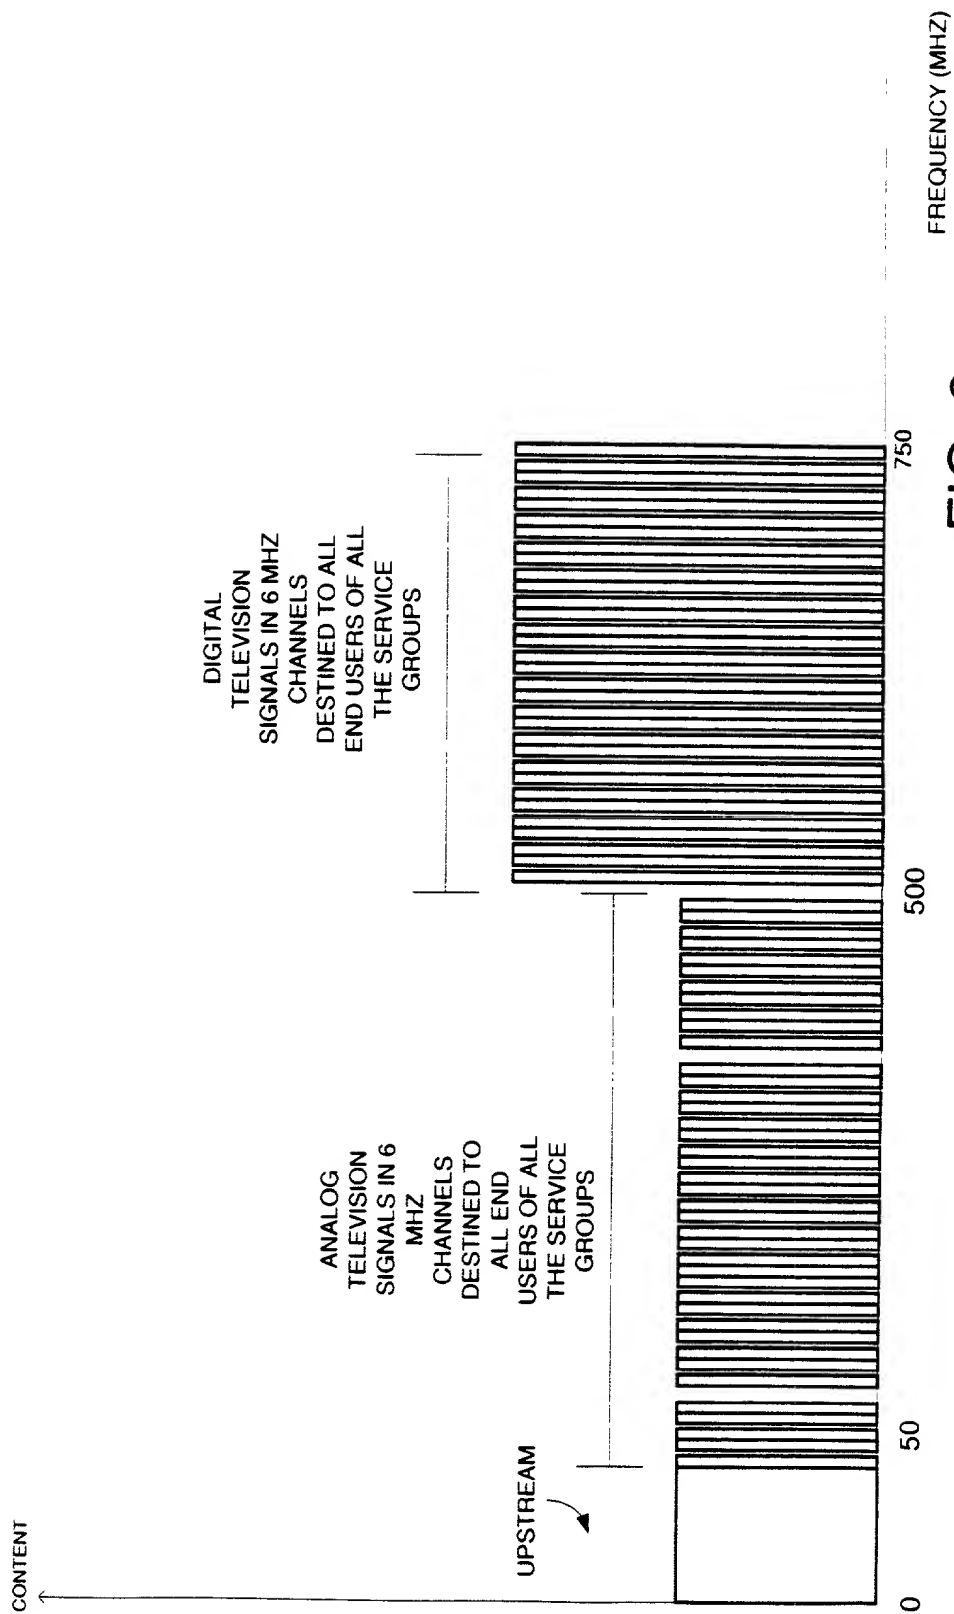 CONTENT
DIGITAL
TELEVISION
SIGNALS IN 6 MHZ
CHANNELS
DESTINED TO ALL
END USERS OF ALL
THE SERVICE
GROUPS
ANALOG
TELEVISION
SIGNALS IN 6
MHZ
CHANNELS
DESTINED TO
ALL END
USERS OF ALL
THE SERVICE
GROUPS
UPSTREAM
0
50
500
750
FREQUENCY (MHZ)
FIG.